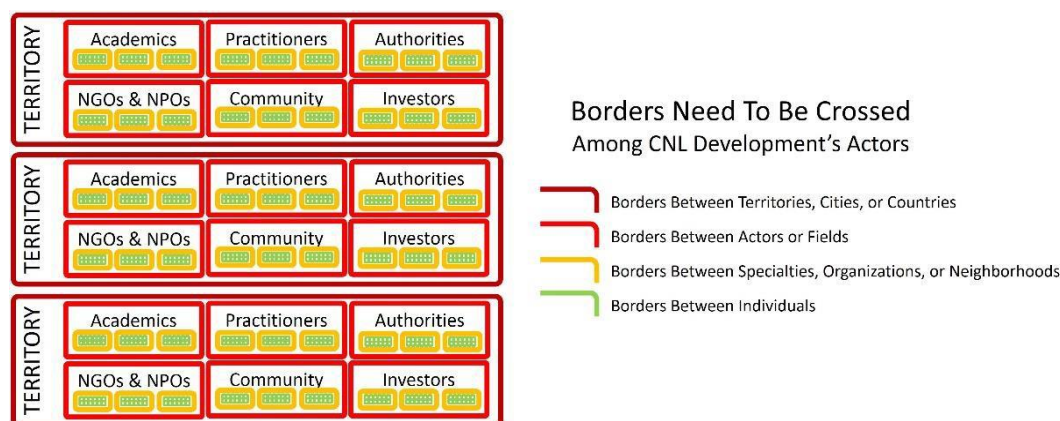 TERRITORY
Academics
Practitioners
Authorities
NGOs & NPOs
Community
Investors
TERRITORY
Academics
Practitioners
Authorities
NGOs & NPOs
Community
Investors
TERRITORY
Academics
Practitioners
Authorities
NGOs & NPOs
Community
Investors
Borders Need To Be Crossed
Among CNL Development's Actors
Borders Between Territories, Cities, or Countries
Borders Between Actors or Fields
Borders Between Specialties, Organizations, or Neighborhoods
Borders Between Individuals